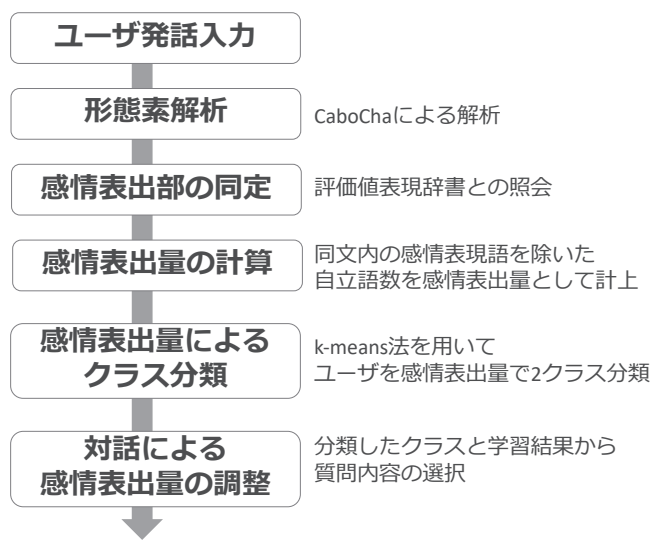 ユーザ発話入力
形態素解析
CaboChaによる解析
感情表出部の同定
評価値表現辞書との照会
感情表出量の計算
同文内の感情表現語を除いた
自立語数を感情表出量として計上
感情表出量による
クラス分類
k-means法を用いて
ユーザを感情表出量で2クラス分類
対話による
感情表出量の調整
分類したクラスと学習結果から
質問内容の選択